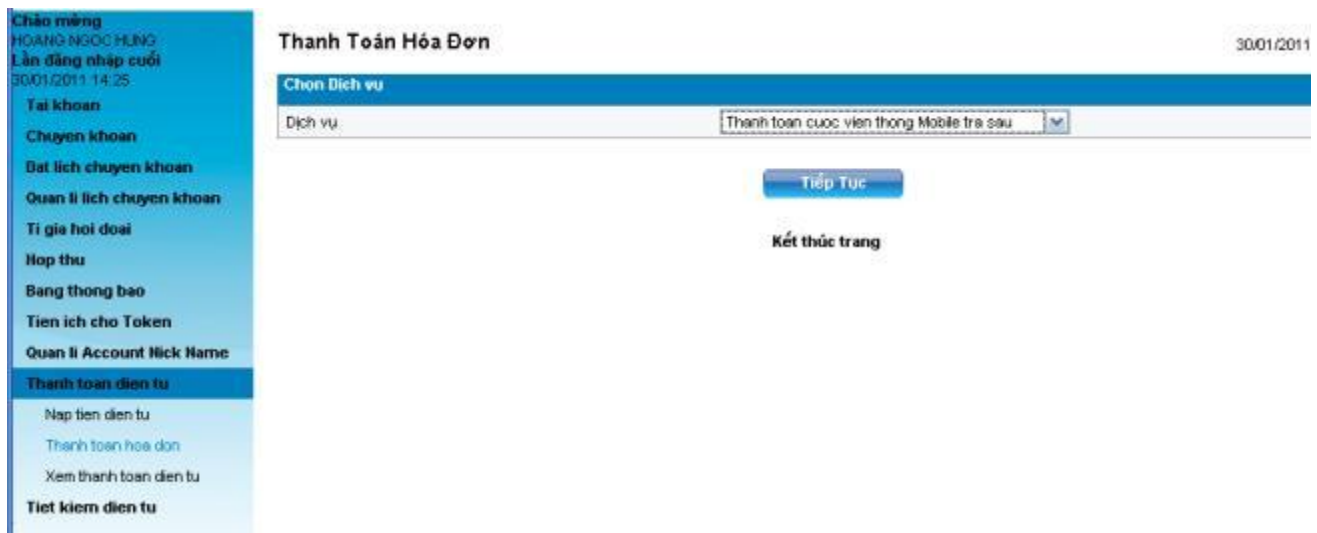 Chào mừng
HOANG NGOC HUNG
Lần đăng nhập cuối
30/01/2011 14:25
Tai khoan
Chuyen khoan
Dat lich chuyen khoan
Quan li lich chuyen khoan
Ti gia hoi doai
Hop thu
Bang thong bao
Tien ich cho Token
Quan li Account Nick Name
Thanh toan dien tu
Nap tien dien tu
Thanh toan hoa don
Xem thanh toan dien tu
Tiet kiem dien tu
Thanh Toán Hóa Đơn
30/01/2011
Chọn Dịch vụ
Dịch vụ
Thanh toan cuoc vien thong Mobile tra sau
Tiếp Tục
Kết thúc trang